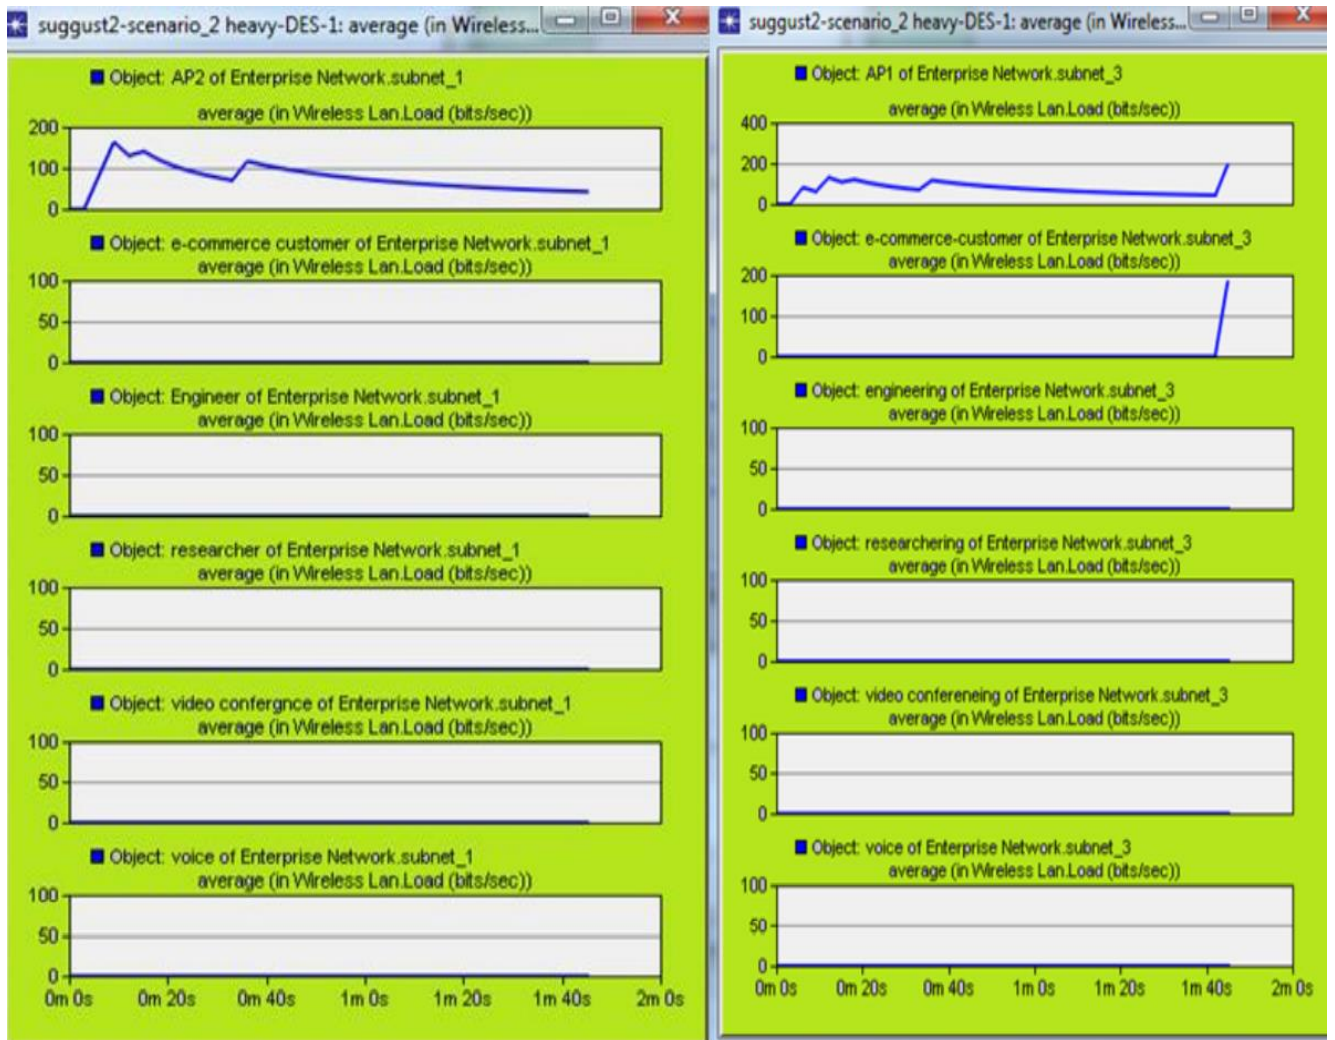 suggust2-scenario_2 heavy-DES-1: average (in Wireless...
Object: AP2 of Enterprise Network.subnet_1
average (in Wireless Lan.Load (bits/sec))
200
100
0
Object: e-commerce customer of Enterprise Network.subnet_1
average (in Wireless Lan.Load (bits/sec))
100
50
0
Object: Engineer of Enterprise Network.subnet_1
average (in Wireless Lan.Load (bits/sec))
100
50
0
Object: researcher of Enterprise Network.subnet_1
average (in Wireless Lan.Load (bits/sec))
100
50
0
Object: video confergnce of Enterprise Network.subnet_1
average (in Wireless Lan.Load (bits/sec))
100
50
0
Object: voice of Enterprise Network.subnet_1
average (in Wireless Lan.Load (bits/sec))
100
50
0
0m 0s 0m 20s 0m 40s 1m 0s 1m 20s 1m 40s 2m 0s
suggust2-scenario_2 heavy-DES-1: average (in Wireless...
Object: AP1 of Enterprise Network.subnet_3
average (in Wireless Lan.Load (bits/sec))
400
200
0
Object: e-commerce-customer of Enterprise Network.subnet_3
average (in Wireless Lan.Load (bits/sec))
200
100
0
Object: engineering of Enterprise Network.subnet_3
average (in Wireless Lan.Load (bits/sec))
100
50
0
Object: researchering of Enterprise Network.subnet_3
average (in Wireless Lan.Load (bits/sec))
100
50
0
Object: video confereneing of Enterprise Network.subnet_3
average (in Wireless Lan.Load (bits/sec))
100
50
0
Object: voice of Enterprise Network.subnet_3
average (in Wireless Lan.Load (bits/sec))
100
50
0
0m 0s 0m 20s 0m 40s 1m 0s 1m 20s 1m 40s 2m 0s